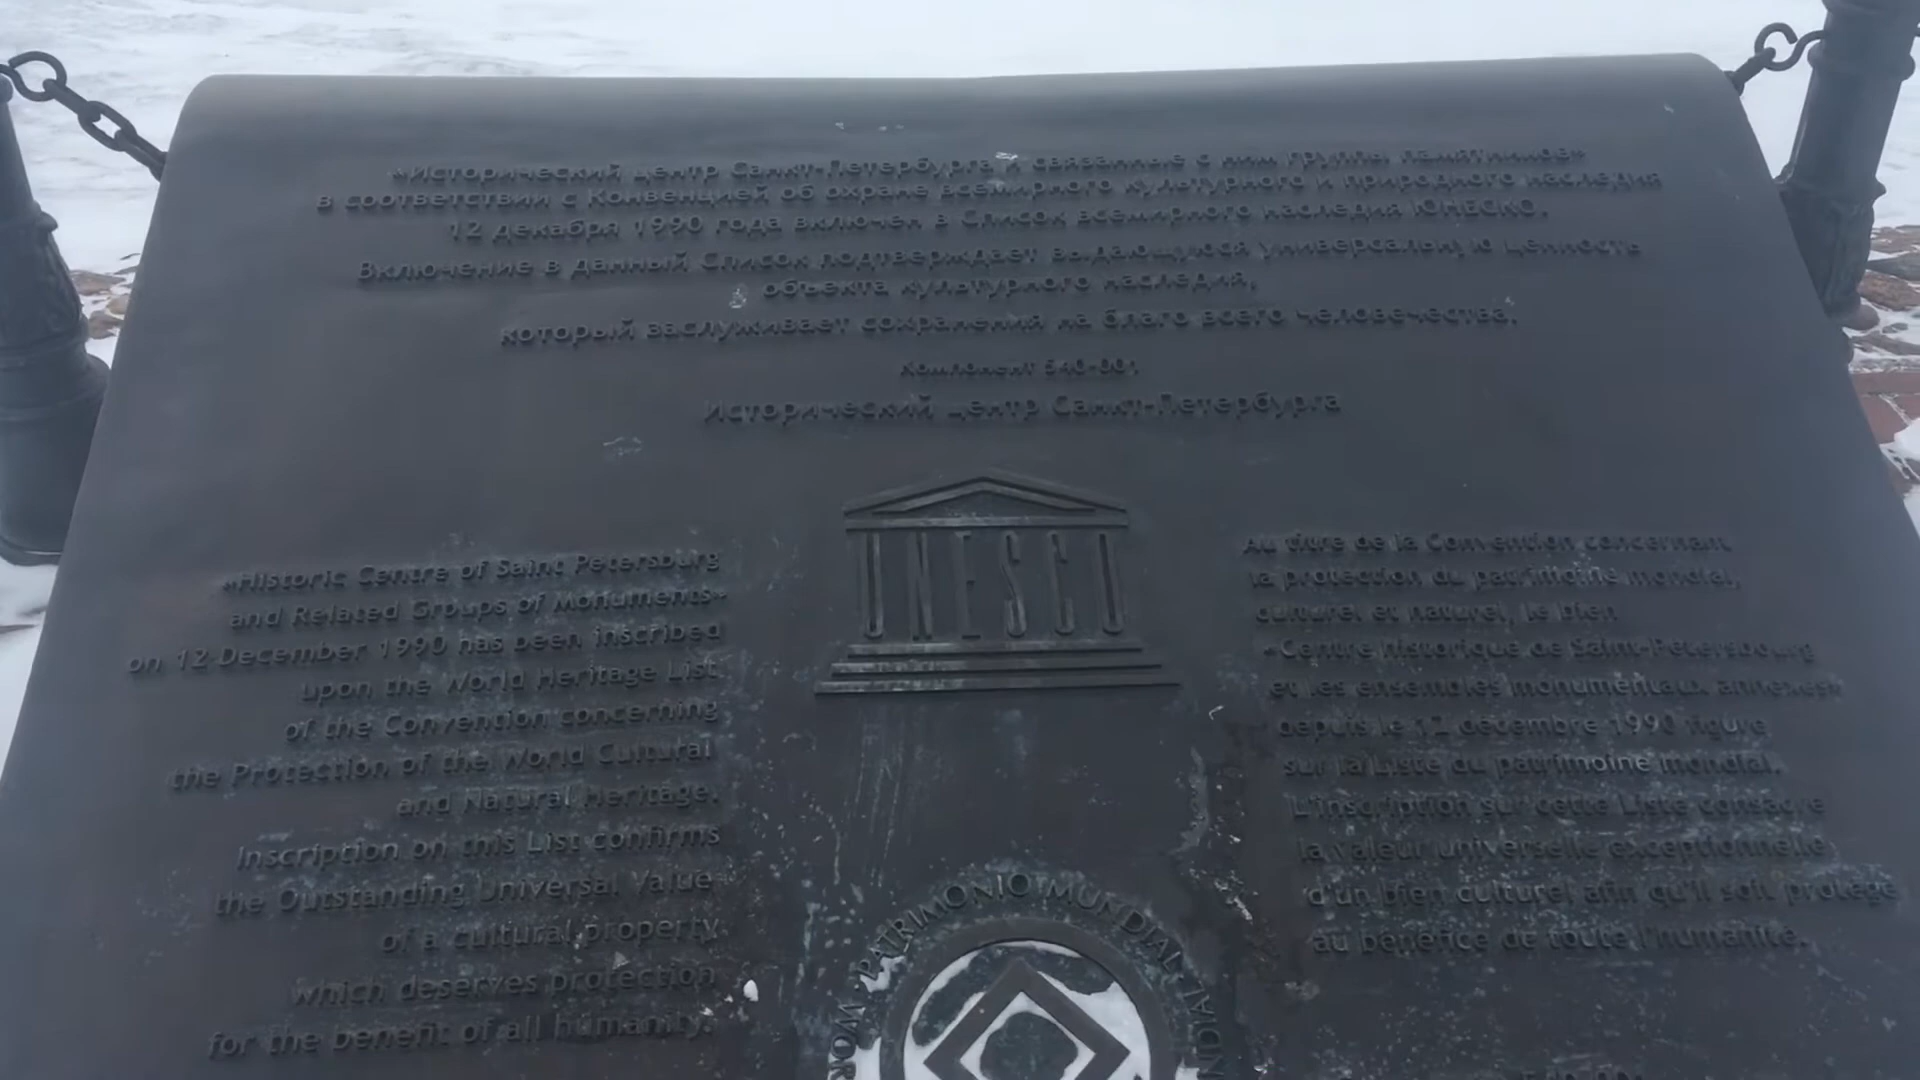 «Исторический центр Санкт-Петербурга и связанные с ним группы памятников»
в соответствии с Конвенцией об охране всемирного культурного и природного наследия
12 декабря 1990 года включен в Список всемирного наследия ЮНЕСКО.
Включение в данный Список подтверждает выдающуюся универсальную ценность
объекта культурного наследия,
который заслуживает сохранения на благо всего человечества.
Компонент 540-001
Исторический центр Санкт-Петербурга
UNESCO
«Historic Centre of Saint Petersburg
and Related Groups of Monuments»
on 12 December 1990 has been inscribed
upon the World Heritage List
of the Convention concerning
the Protection of the World Cultural
and Natural Heritage.
Inscription on this List confirms
the Outstanding Universal Value
of a cultural property
which deserves protection
for the benefit of all humanity.
Au titre de la Convention concernant
la protection du patrimoine mondial,
culturel et naturel, le bien
«Centre historique de Saint-Petersbourg
et les ensembles monumentaux annexes»
depuis le 12 décembre 1990 figure
sur la Liste du patrimoine mondial.
L'inscription sur cette Liste consacre
la valeur universelle exceptionnelle
d'un bien culturel afin qu'il soit protégé
au bénéfice de toute l'humanité.
PATRIMONIO MUNDIAL